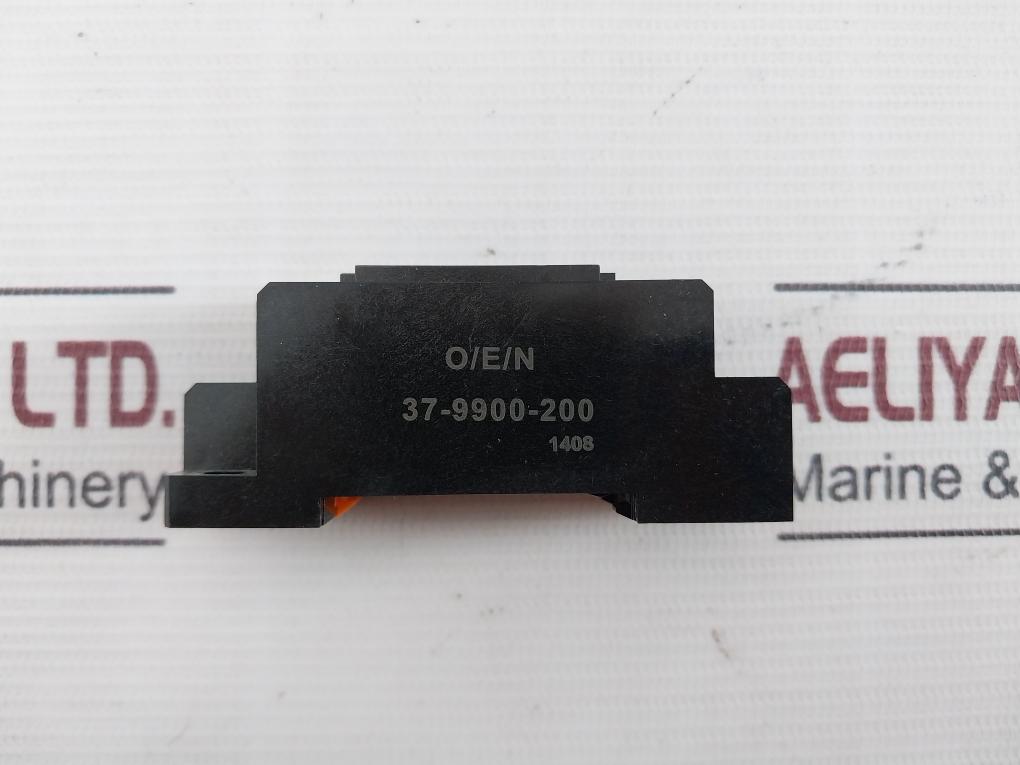 O/E/N
37-9900-200
1408
LTD.
hinery
AELIYA
Marine &